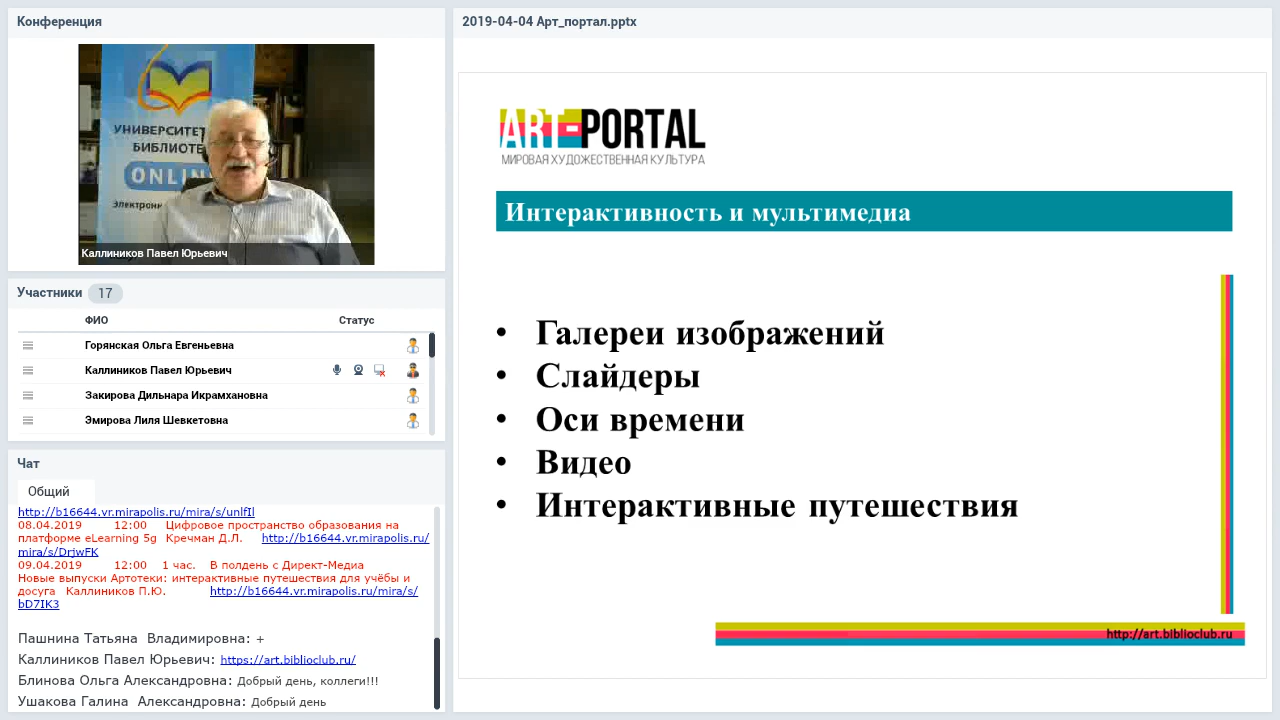 Конференция
УНИВЕРСИТЕТ
БИБЛИОТЕ
ONLIN
Электрон
Каллиников Павел Юрьевич
Участники 17
ФИО Статус
Горянская Ольга Евгеньевна
Каллиников Павел Юрьевич
Закирова Дильнара Икрамхановна
Эмирова Лиля Шевкетовна
Чат
Общий
http://b16644.vr.mirapolis.ru/mira/s/unlfIl
08.04.2019 12:00 Цифровое пространство образования на
платформе eLearning 5g Кречман Д.Л. http://b16644.vr.mirapolis.ru/
mira/s/DrjwFK
09.04.2019 12:00 1 час. В полдень с Директ-Медиа
Новые выпуски Артотеки: интерактивные путешествия для учёбы и
досуга Каллиников П.Ю. http://b16644.vr.mirapolis.ru/mira/s/
bD7IK3
Пашнина Татьяна Владимировна: +
Каллиников Павел Юрьевич: https://art.biblioclub.ru/
Блинова Ольга Александровна: Добрый день, коллеги!!!
Ушакова Галина Александровна: Добрый день
2019-04-04 Арт_портал.pptx
ART-PORTAL
МИРОВАЯ ХУДОЖЕСТВЕННАЯ КУЛЬТУРА
Интерактивность и мультимедиа
• Галереи изображений
• Слайдеры
• Оси времени
• Видео
• Интерактивные путешествия
http://art.biblioclub.ru